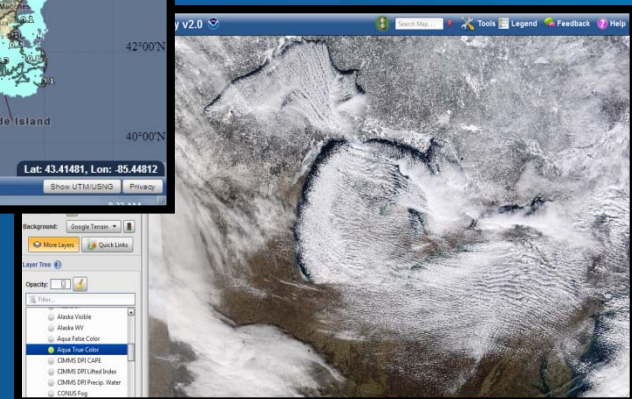 42°00'N
de Island
40°00'N
Lat: 43.41481, Lon: -85.44812
Show UTM/USNG Privacy
y v2.0 Search Map... Tools Legend Feedback Help
Background: Google Terrain
More Layers Quick Links
Layer Tree
Opacity: 0
Filter...
Alaska Visible
Alaska WV
Aqua False Color
Aqua True Color
CIMMS DPI CAPE
CIMMS DPI Lifted Index
CIMMS DPI Precip. Water
CONUS Fog